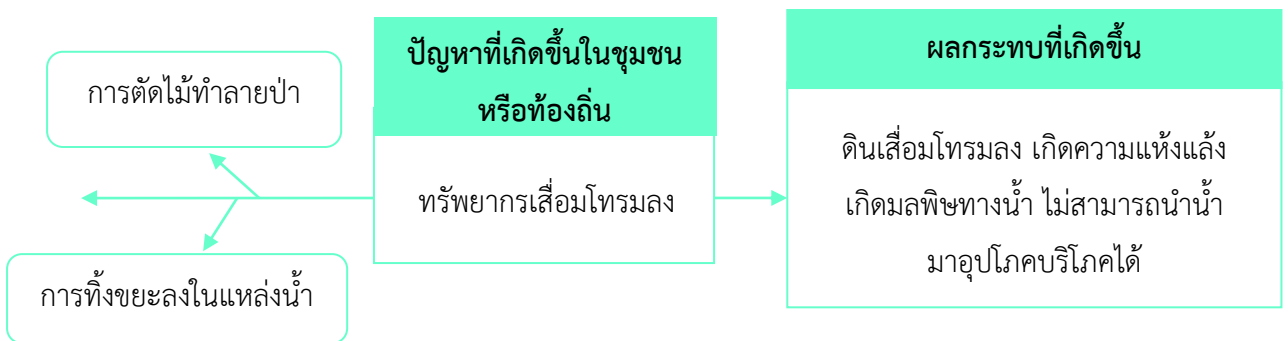 การตัดไม้ทำลายป่า
การทิ้งขยะลงในแหล่งน้ำ
ปัญหาที่เกิดขึ้นในชุมชน
หรือท้องถิ่น
ทรัพยากรเสื่อมโทรมลง
ผลกระทบที่เกิดขึ้น
ดินเสื่อมโทรมลง เกิดความแห้งแล้ง
เกิดมลพิษทางน้ำ ไม่สามารถนำน้ำ
มาอุปโภคบริโภคได้